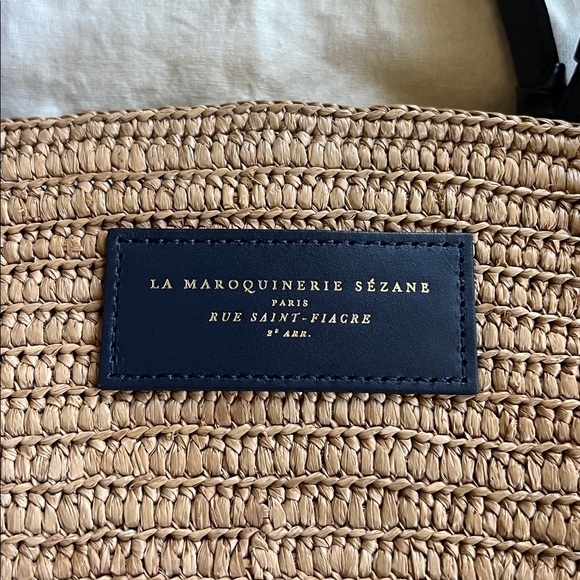 LA MAROQUINERIE SÉZANE
PARIS
RUE SAINT-FIACRE
2E ARR.